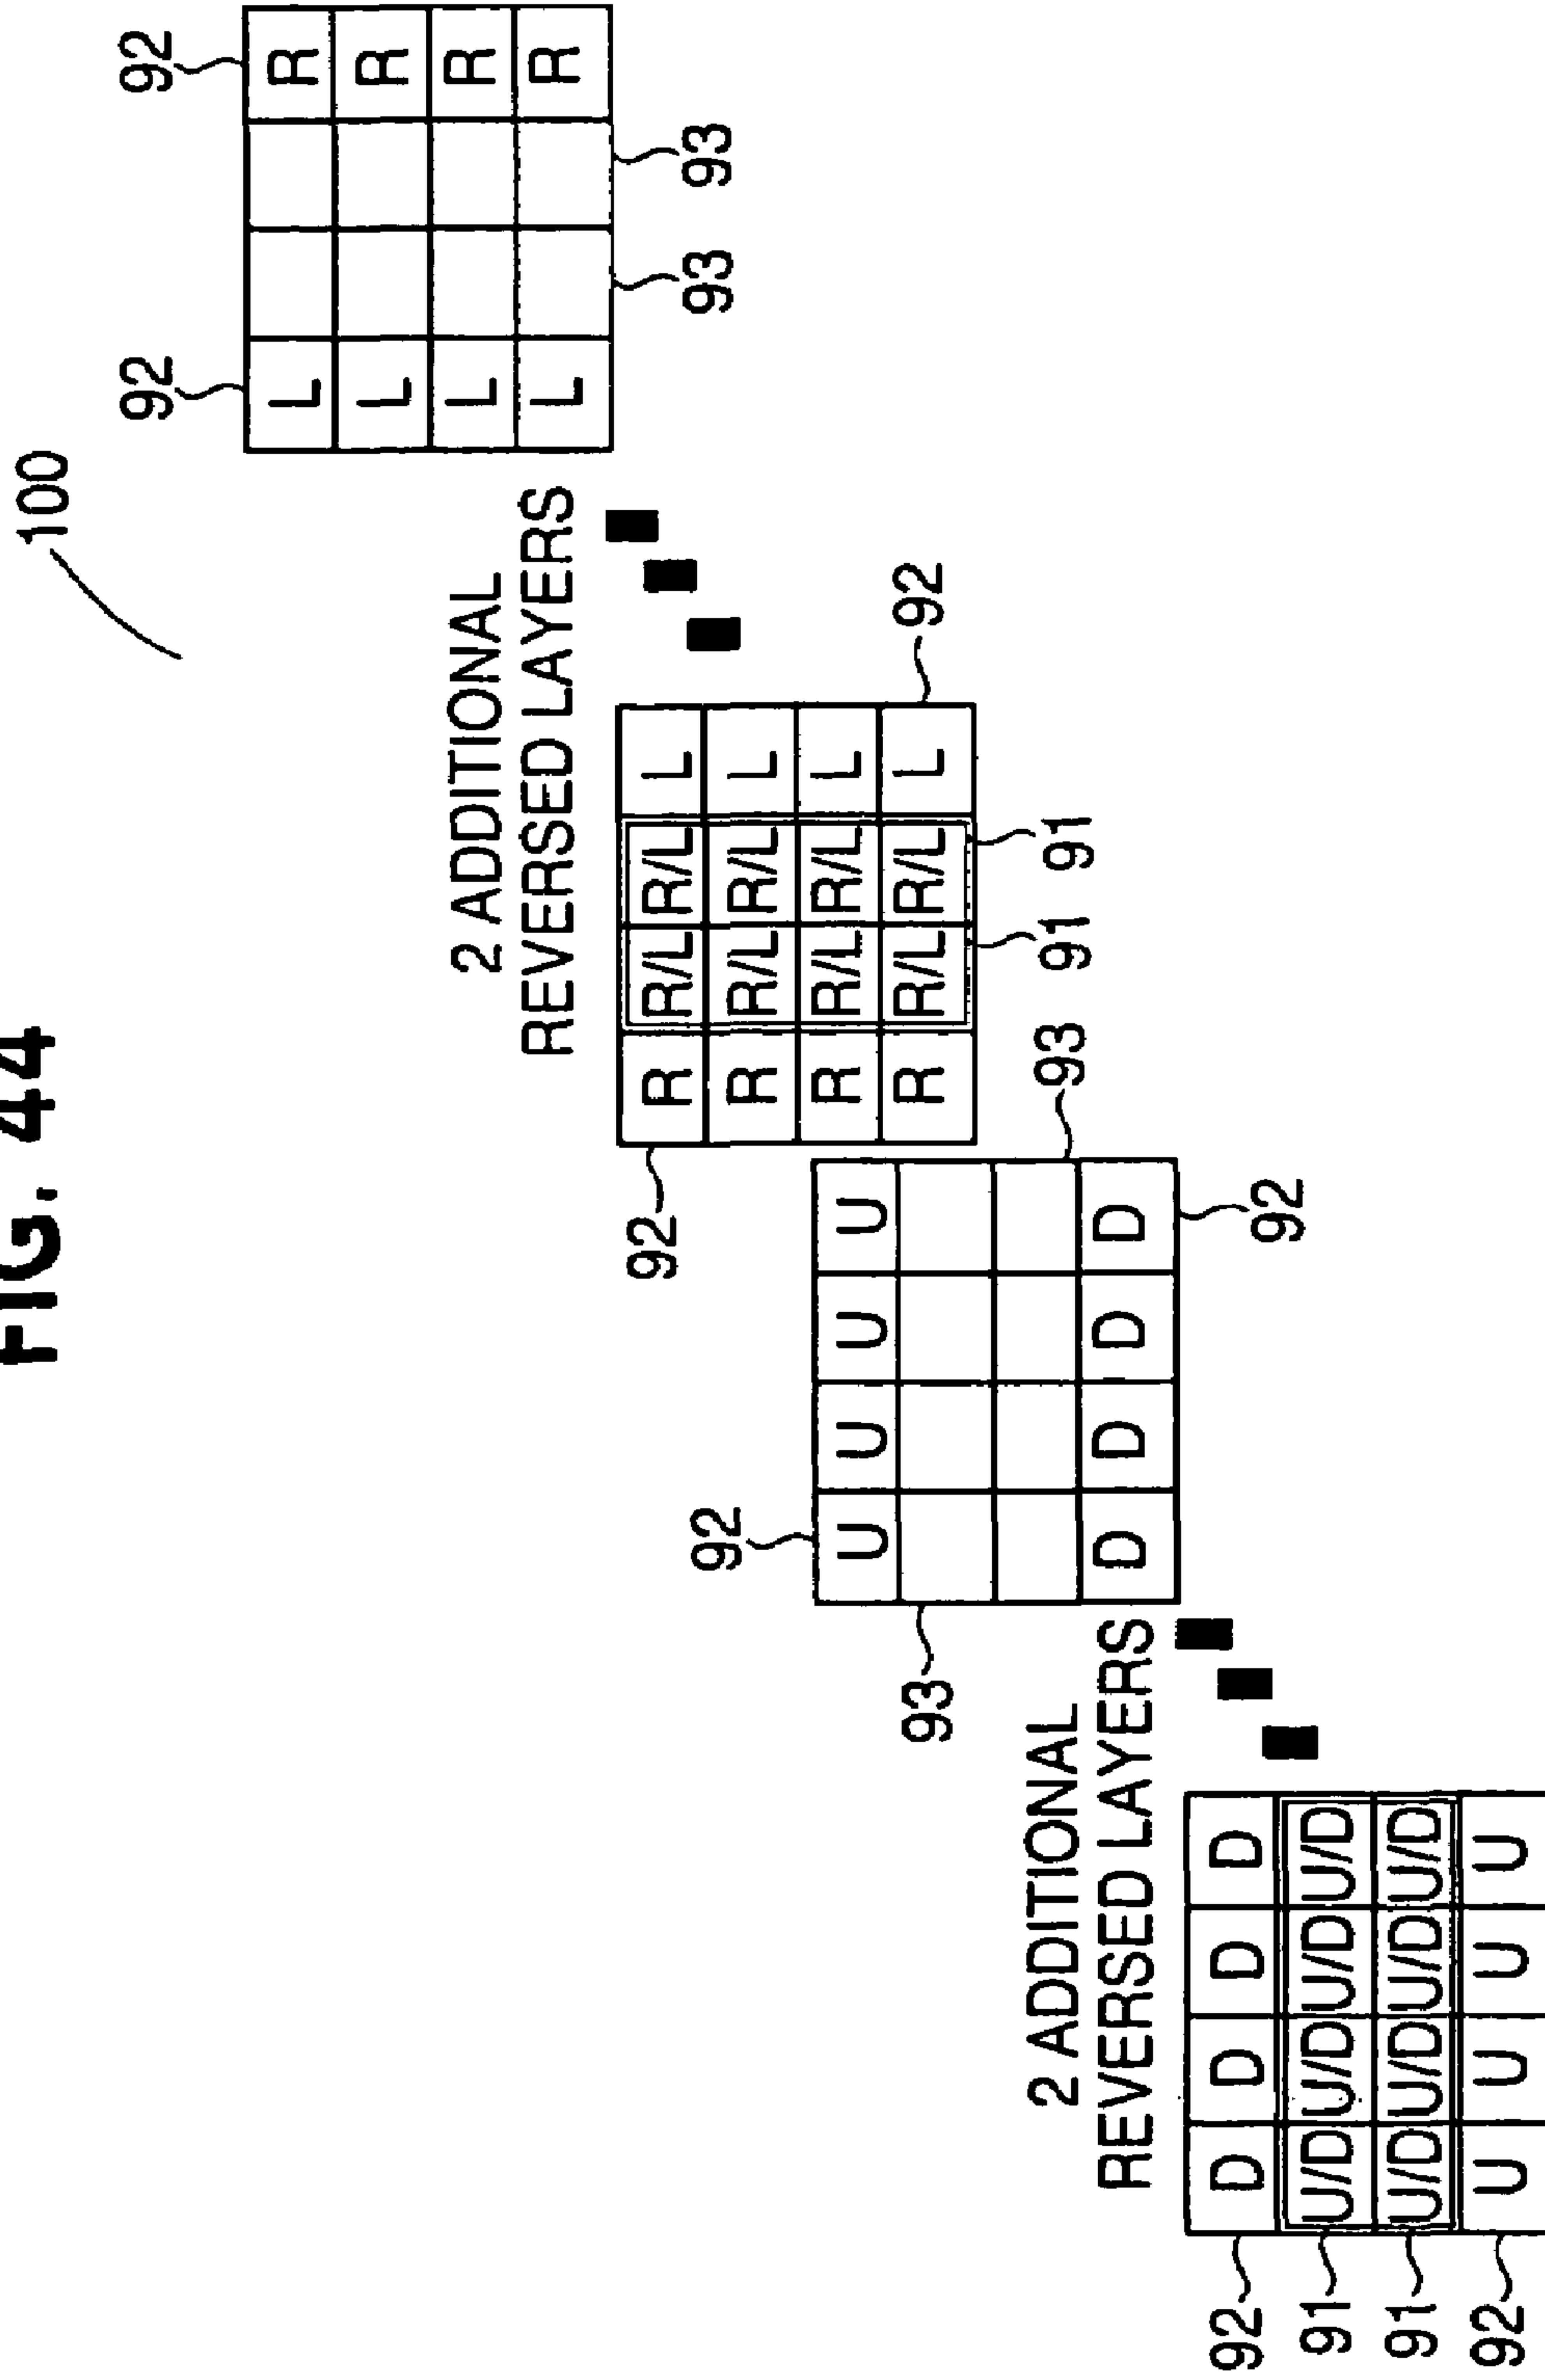 FIG. 44
100
92 92
L R
L R
L R
L R
93 93
2 ADDITIONAL
REVERSED LAYERS
92
R R/L R/L L
R R/L R/L L
R R/L R/L L
R R/L R/L L
92
91 91
92
U U U U
93
93
D D D D
92
2 ADDITIONAL
REVERSED LAYERS
92 D D D D
91 U/D U/D U/D U/D
91 U/D U/D U/D U/D
92 U U U U